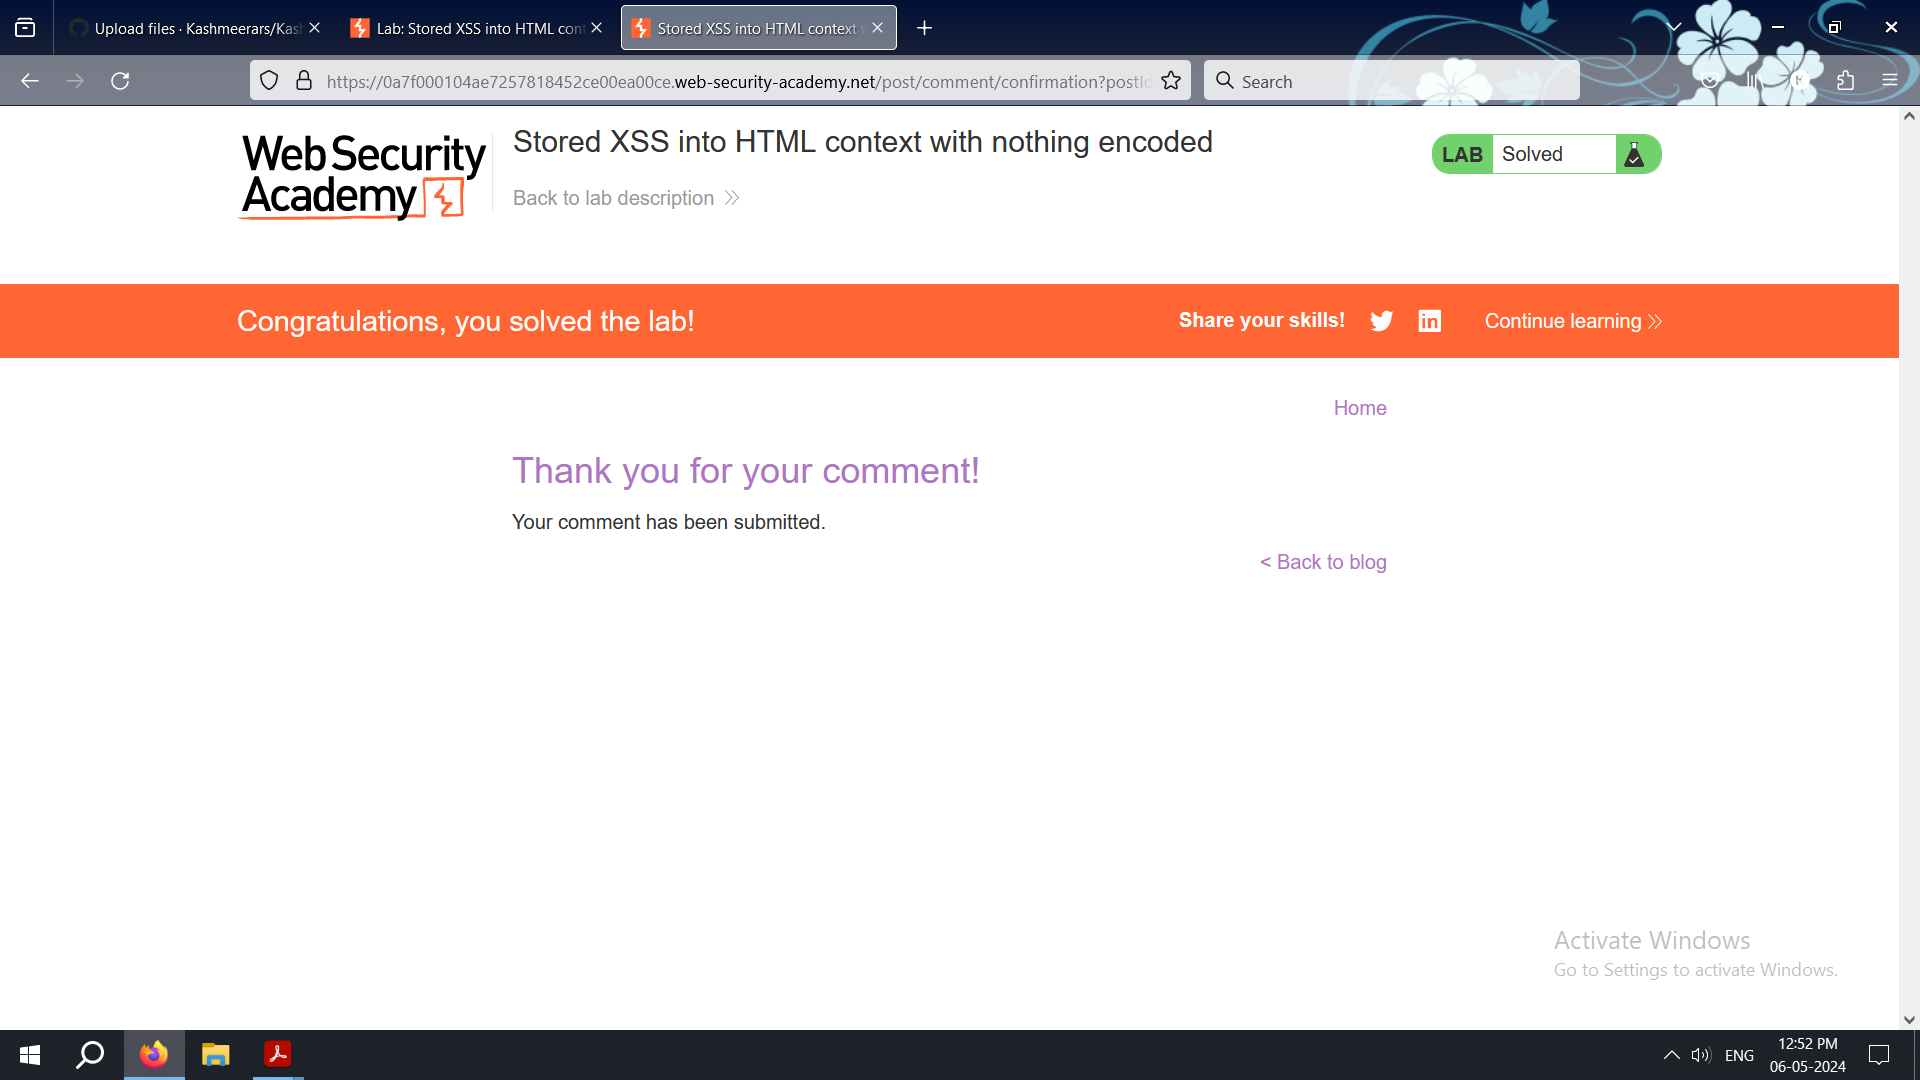 Upload files · Kashmeerars/Kash
Lab: Stored XSS into HTML cont
Stored XSS into HTML context w
https://0a7f000104ae7257818452ce00ea00ce.web-security-academy.net/post/comment/confirmation?postId
Search
Web Security
Academy
Stored XSS into HTML context with nothing encoded
Back to lab description
LAB Solved
Congratulations, you solved the lab!
Share your skills!
Continue learning
Home
Thank you for your comment!
Your comment has been submitted.
< Back to blog
Activate Windows
Go to Settings to activate Windows.
ENG
12:52 PM
06-05-2024